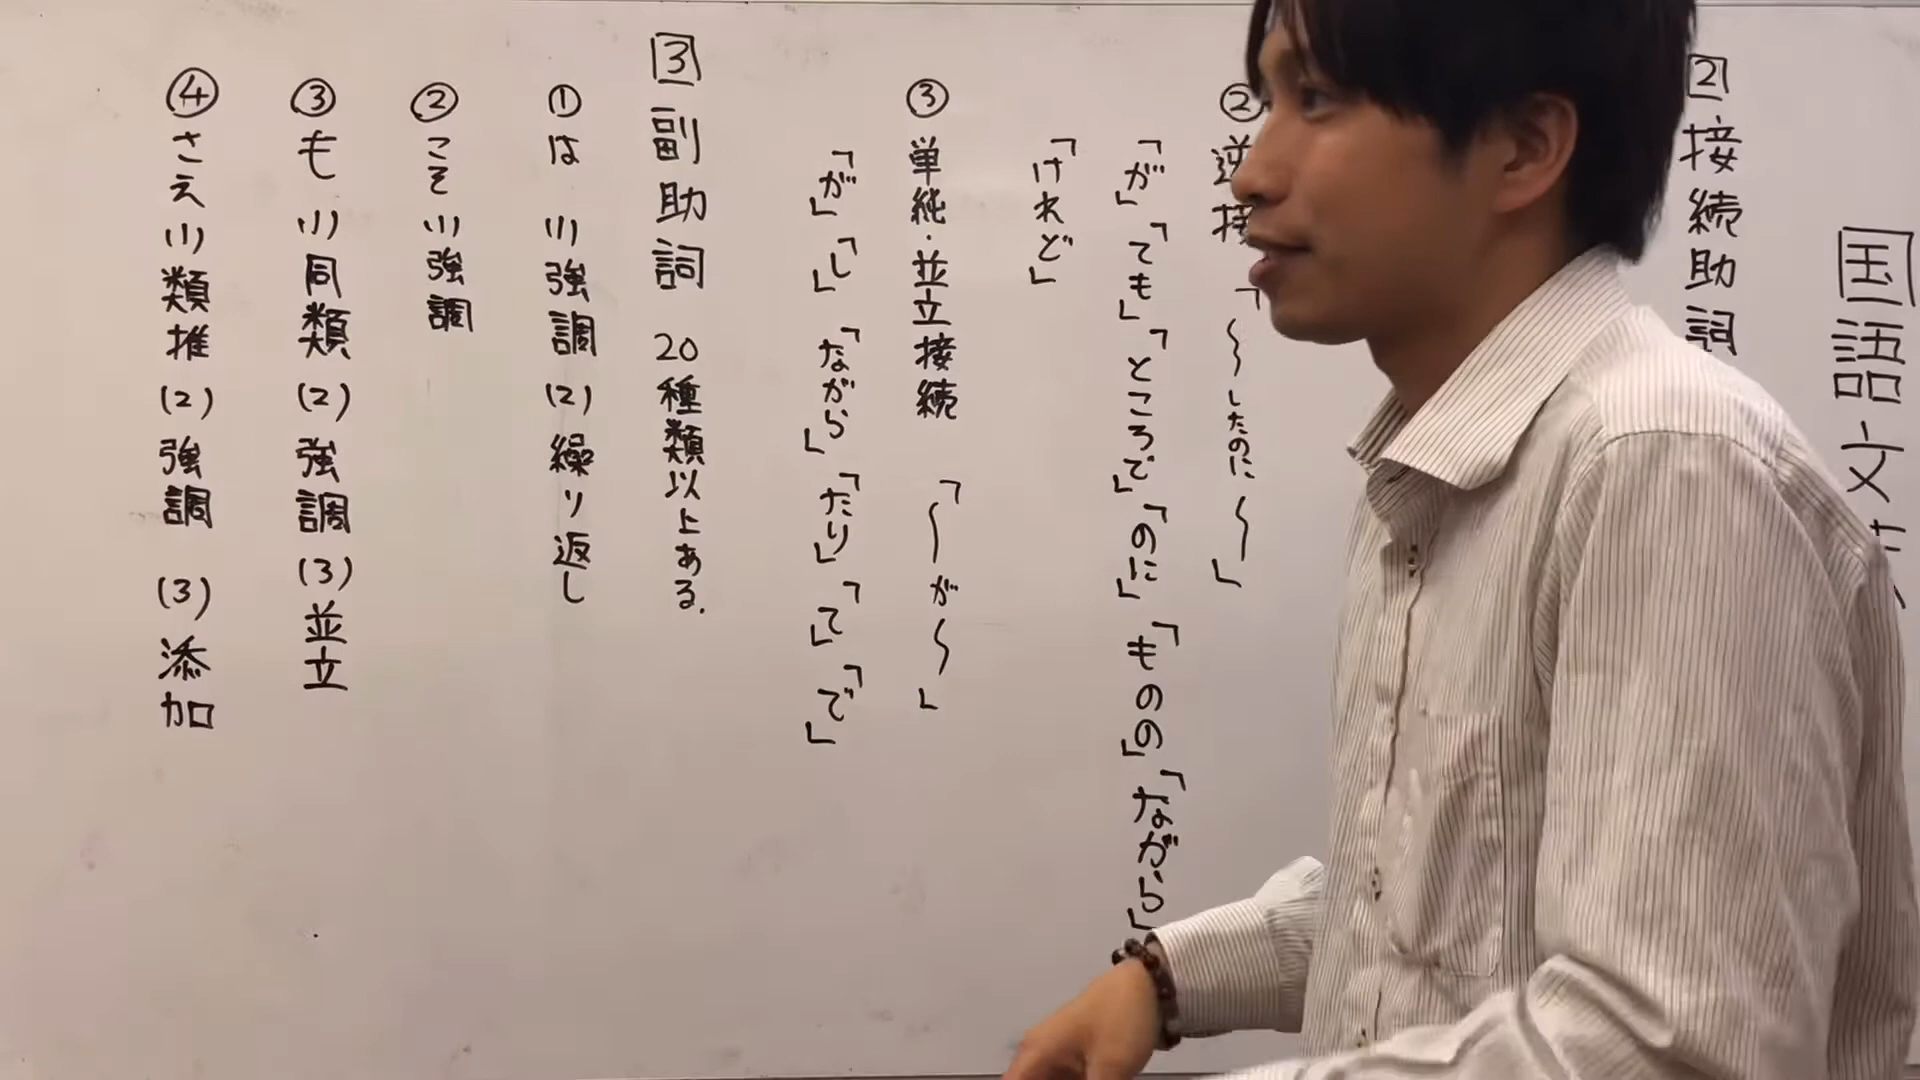 国語文法
2 接続助詞
② 逆接 「〜したのに〜」
「が」「ても」「ところで」「のに」「ものの」「ながら」
「けれど」
③ 単純・並立接続 「〜が〜」
「が」「し」「ながら」「たり」「て」「で」
3 副助詞 20種類以上ある.
① は (1)強調 (2)繰り返し
② こそ (1)強調
③ も (1)同類 (2)強調 (3)並立
④ さえ (1)類推 (2)強調 (3)添加